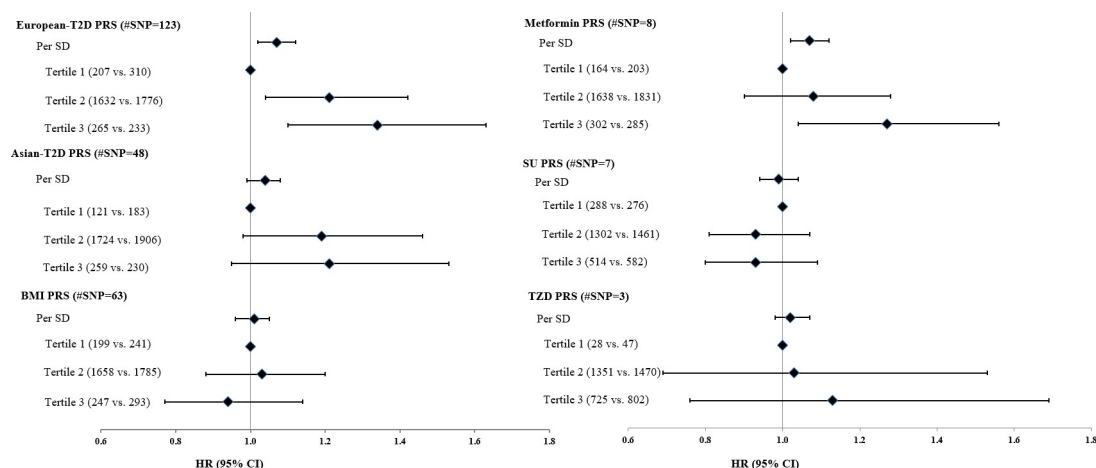 European-T2D PRS (#SNP=123)
Per SD
Tertile 1 (207 vs. 310)
Tertile 2 (1632 vs. 1776)
Tertile 3 (265 vs. 233)
Asian-T2D PRS (#SNP=48)
Per SD
Tertile 1 (121 vs. 183)
Tertile 2 (1724 vs. 1906)
Tertile 3 (259 vs. 230)
BMI PRS (#SNP=63)
Per SD
Tertile 1 (199 vs. 241)
Tertile 2 (1658 vs. 1785)
Tertile 3 (247 vs. 293)
0.6 0.8 1.0 1.2 1.4 1.6 1.8
HR (95% CI)
Metformin PRS (#SNP=8)
Per SD
Tertile 1 (164 vs. 203)
Tertile 2 (1638 vs. 1831)
Tertile 3 (302 vs. 285)
SU PRS (#SNP=7)
Per SD
Tertile 1 (288 vs. 276)
Tertile 2 (1302 vs. 1461)
Tertile 3 (514 vs. 582)
TZD PRS (#SNP=3)
Per SD
Tertile 1 (28 vs. 47)
Tertile 2 (1351 vs. 1470)
Tertile 3 (725 vs. 802)
0.6 0.8 1.0 1.2 1.4 1.6 1.8
HR (95% CI)